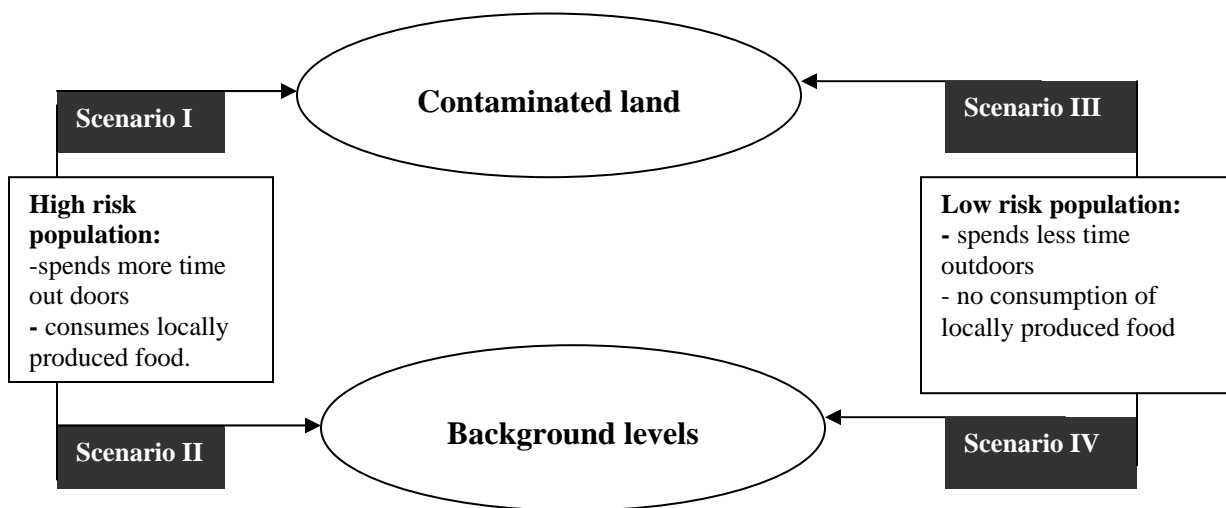 Contaminated land
Scenario I
Scenario III
High risk
population:
-spends more time
out doors
- consumes locally
produced food.
Low risk population:
- spends less time
outdoors
- no consumption of
locally produced food
Background levels
Scenario II
Scenario IV